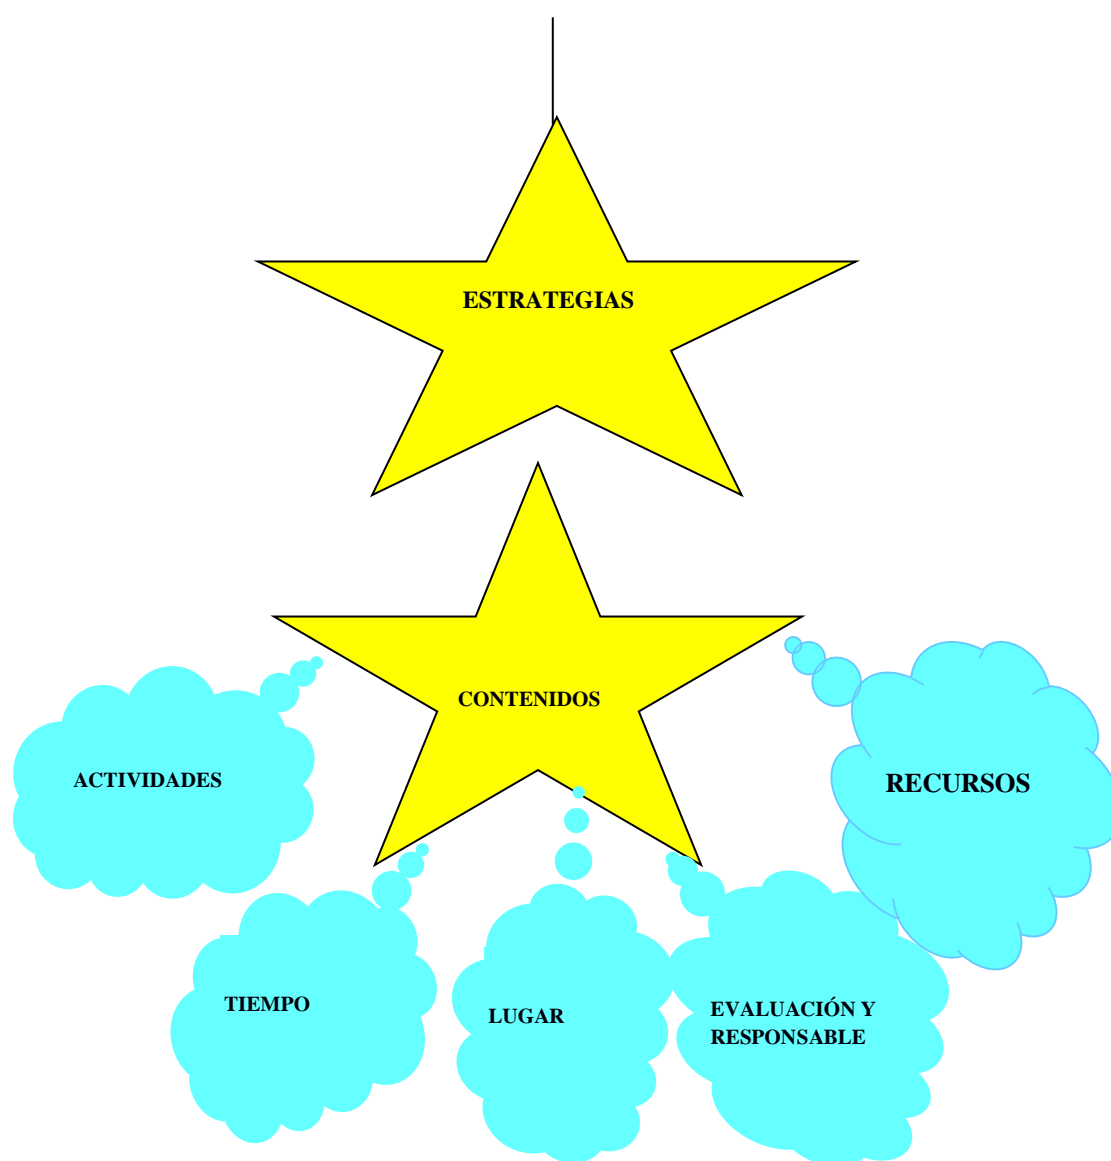 ESTRATEGIAS
CONTENIDOS
ACTIVIDADES
RECURSOS
TIEMPO
LUGAR
EVALUACIÓN Y
RESPONSABLE